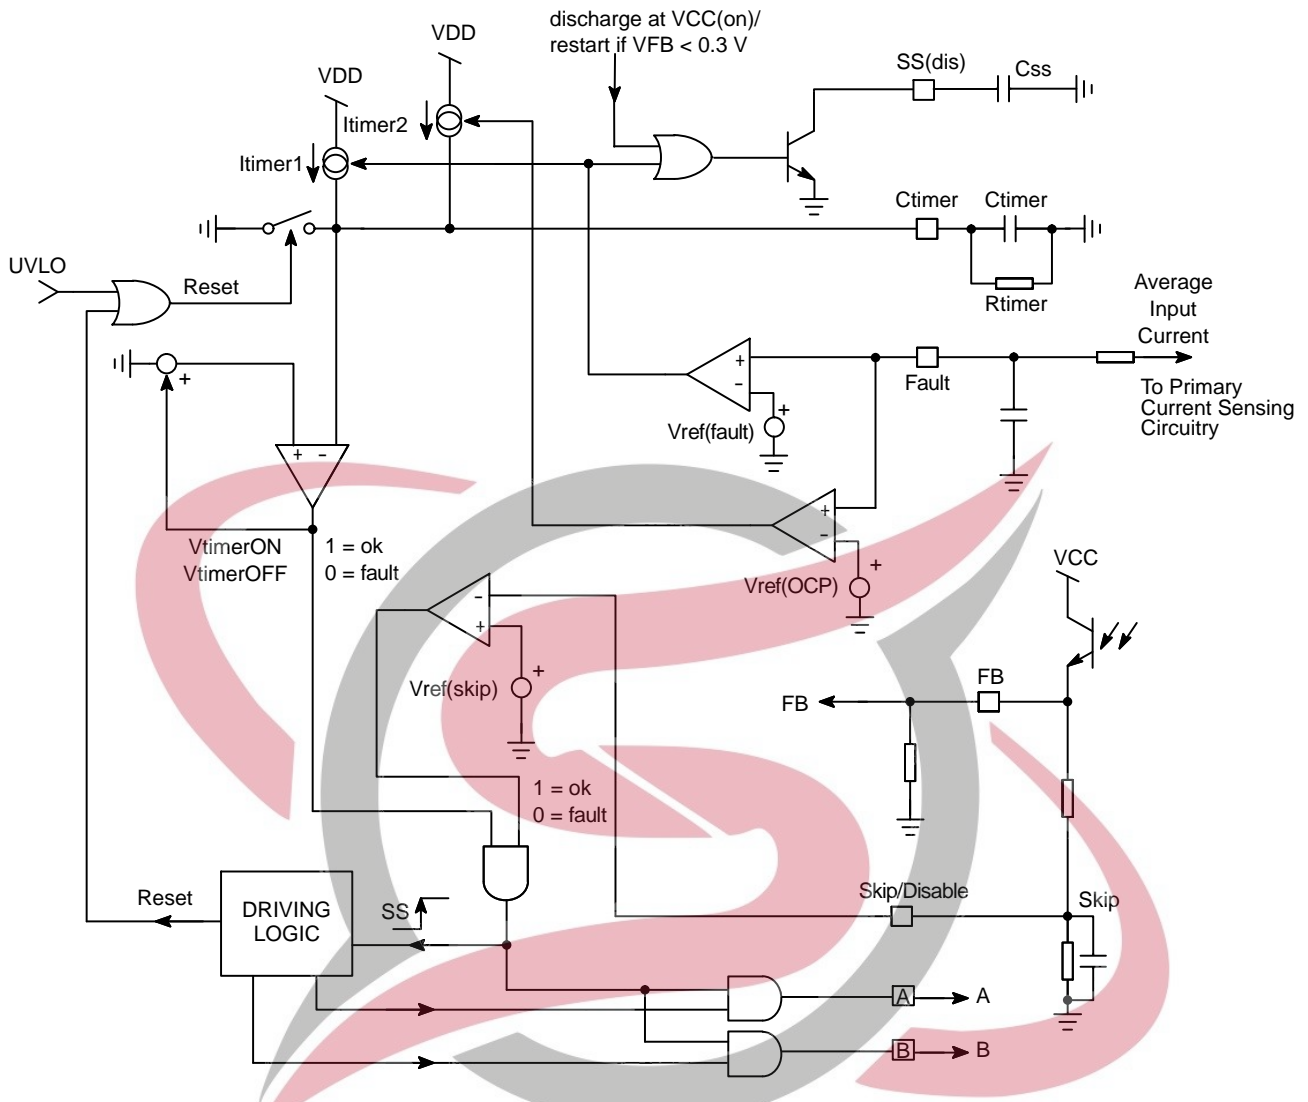 discharge at VCC(on)/
restart if VFB < 0.3 V
VDD
VDD
SS(dis)
Css
Itimer2
Itimer1
Ctimer
Ctimer
Rtimer
UVLO
Reset
Average
Input
Current
+
+
−
+
Fault
To Primary
Current Sensing
Circuitry
Vref(fault)
+ −
VtimerON
VtimerOFF
1 = ok
0 = fault
+
−
+
Vref(OCP)
VCC
−
+
+
Vref(skip)
FB
FB
1 = ok
0 = fault
Reset
DRIVING
LOGIC
SS
Skip/Disable
Skip
A
A
B
B